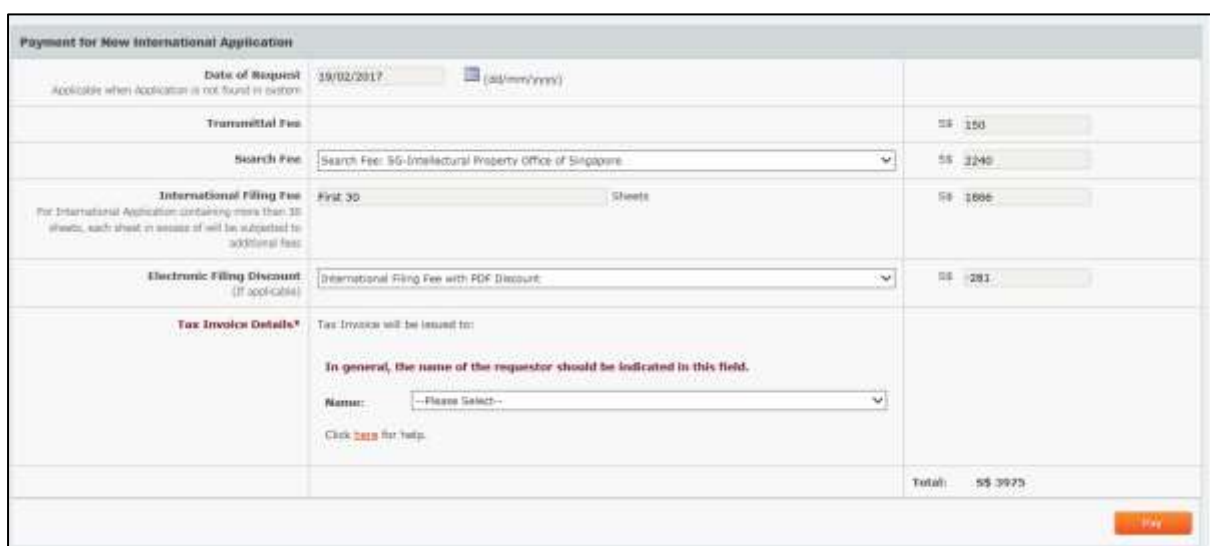 Payment for New International Application
Date of Request
Applicable when Application is not found in system
19/02/2017
(dd/mm/yyyy)
Transmittal Fee
S$ 150
Search Fee
Search Fee: SG-Intellectural Property Office of Singapore
S$ 2240
International Filing Fee
For International Application containing more than 30
sheets, each sheet in excess of will be subjected to
additional fees
First 30 Sheets
S$ 1866
Electronic Filing Discount
(If applicable)
International Filing Fee with PDF Discount
S$ -281
Tax Invoice Details*
Tax Invoice will be issued to:
In general, the name of the requestor should be indicated in this field.
Name: --Please Select--
Click here for help.
Total: S$ 3975
Pay